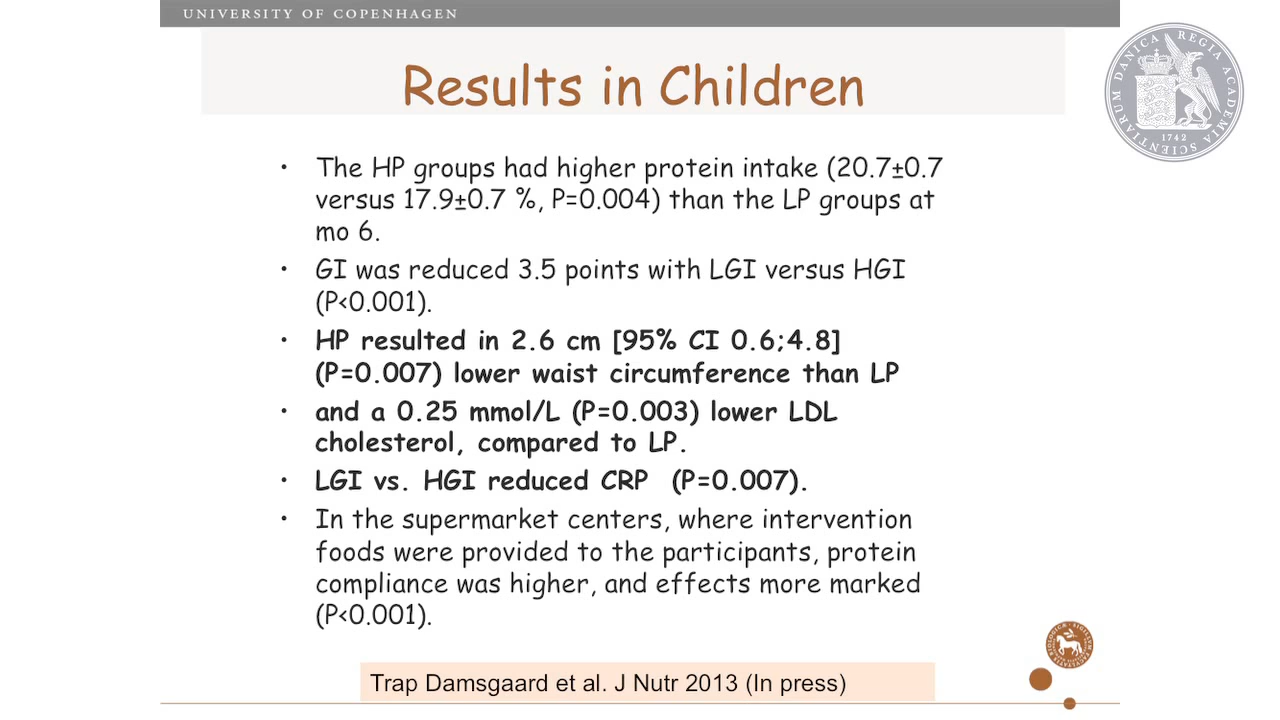 UNIVERSITY OF COPENHAGEN
Results in Children
• The HP groups had higher protein intake (20.7±0.7
versus 17.9±0.7 %, P=0.004) than the LP groups at
mo 6.
• GI was reduced 3.5 points with LGI versus HGI
(P<0.001).
• HP resulted in 2.6 cm [95% CI 0.6;4.8]
(P=0.007) lower waist circumference than LP
• and a 0.25 mmol/L (P=0.003) lower LDL
cholesterol, compared to LP.
• LGI vs. HGI reduced CRP (P=0.007).
• In the supermarket centers, where intervention
foods were provided to the participants, protein
compliance was higher, and effects more marked
(P<0.001).
Trap Damsgaard et al. J Nutr 2013 (In press)
DANICA REGIA ACADEMIA SCIENTIARUM
1742